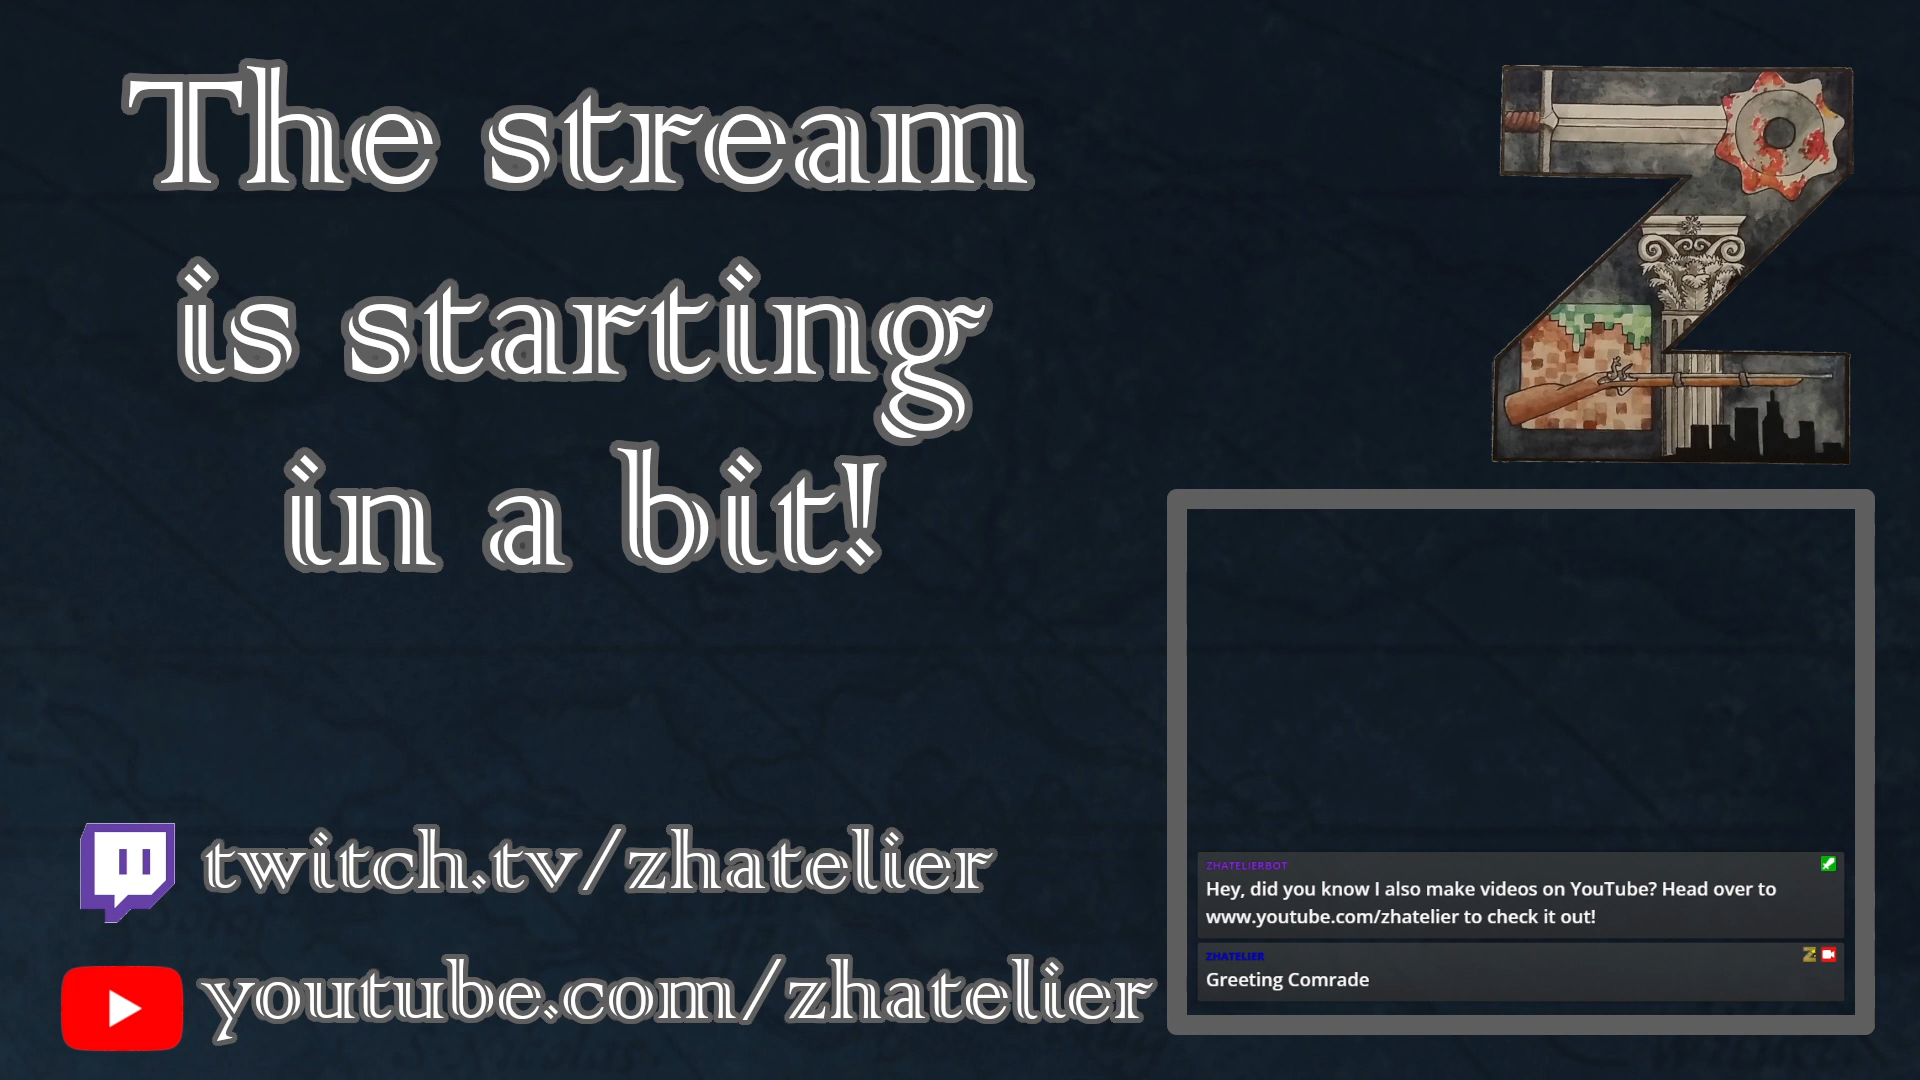 The stream
is starting
in a bit!
twitch.tv/zhatelier
youtube.com/zhatelier
Z
ZHATELIERBOT
Hey, did you know I also make videos on YouTube? Head over to
www.youtube.com/zhatelier to check it out!
ZHATELIER
Greeting Comrade